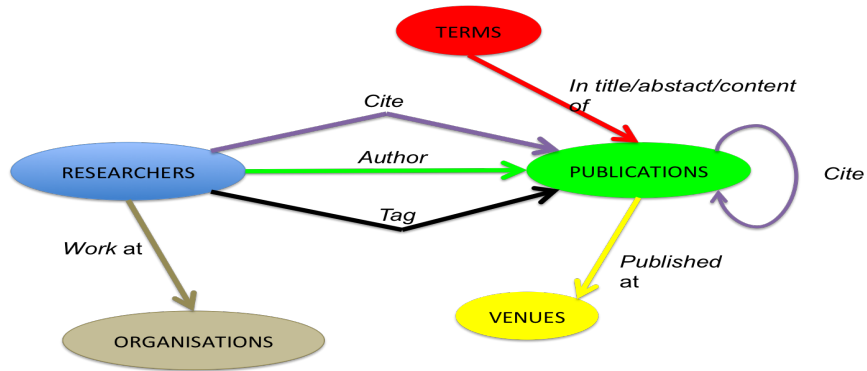 TERMS
In title/abstact/content
of
Cite
Author
RESEARCHERS
PUBLICATIONS
Cite
Tag
Work at
Published
at
VENUES
ORGANISATIONS